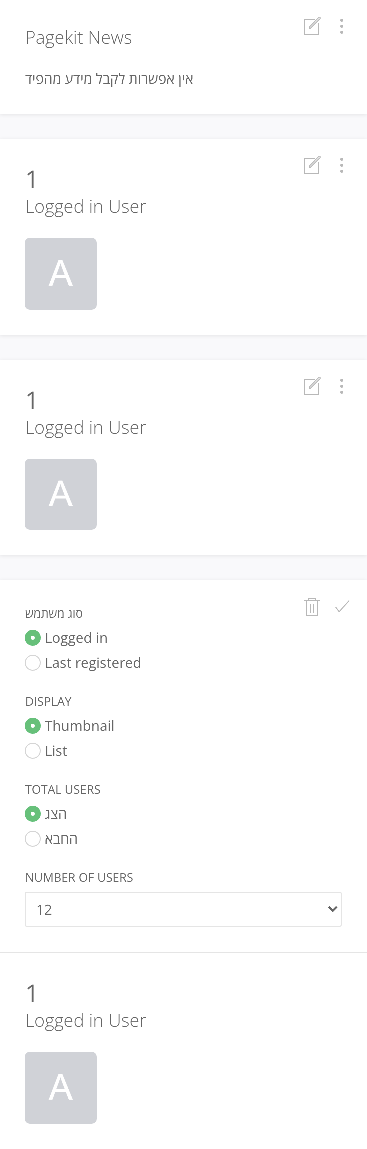 Pagekit News
אין אפשרות לקבל מידע מהפיד
1
Logged in User
A
1
Logged in User
A
סוג משתמש
Logged in
Last registered
DISPLAY
Thumbnail
List
TOTAL USERS
הצג
החבא
NUMBER OF USERS
12
1
Logged in User
A